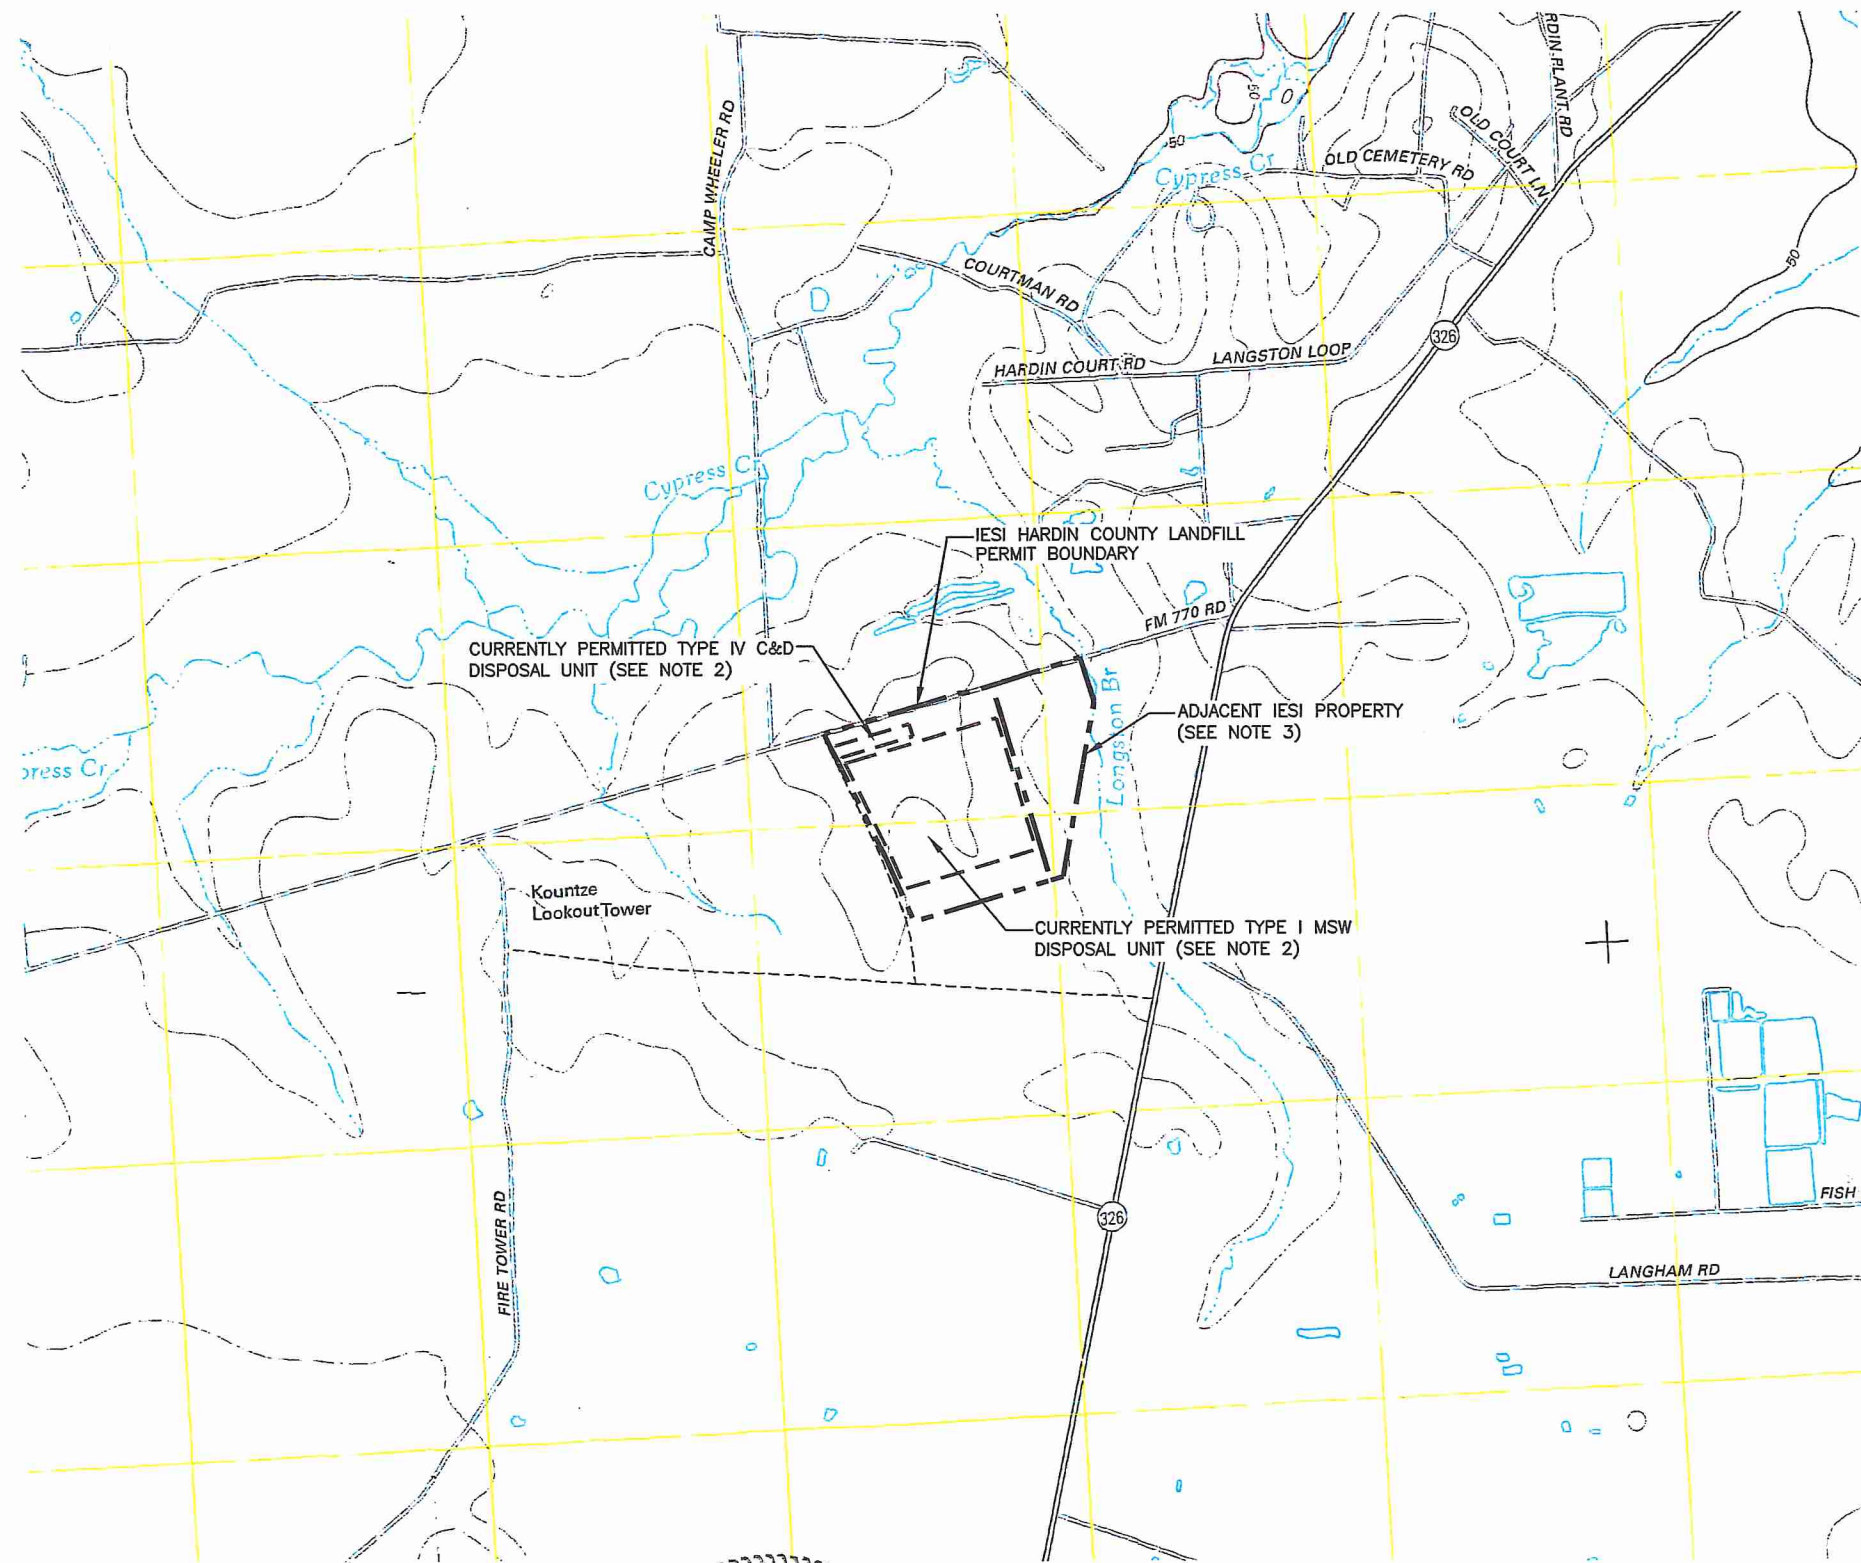 50
O
50
RDIN PLANT RD
OLD COURT LN
OLD CEMETERY RD
Cypress Cr
CAMP WHEELER RD
50
COURTMAN RD
D
326
HARDIN COURT RD
LANGSTON LOOP
Cypress Cr
IESI HARDIN COUNTY LANDFILL
PERMIT BOUNDARY
FM 770 RD
CURRENTLY PERMITTED TYPE IV C&D
DISPOSAL UNIT (SEE NOTE 2)
Longston Br
ADJACENT IESI PROPERTY
(SEE NOTE 3)
press Cr
Kountze
Lookout Tower
CURRENTLY PERMITTED TYPE I MSW
DISPOSAL UNIT (SEE NOTE 2)
FISH
326
FIRE TOWER RD
LANGHAM RD